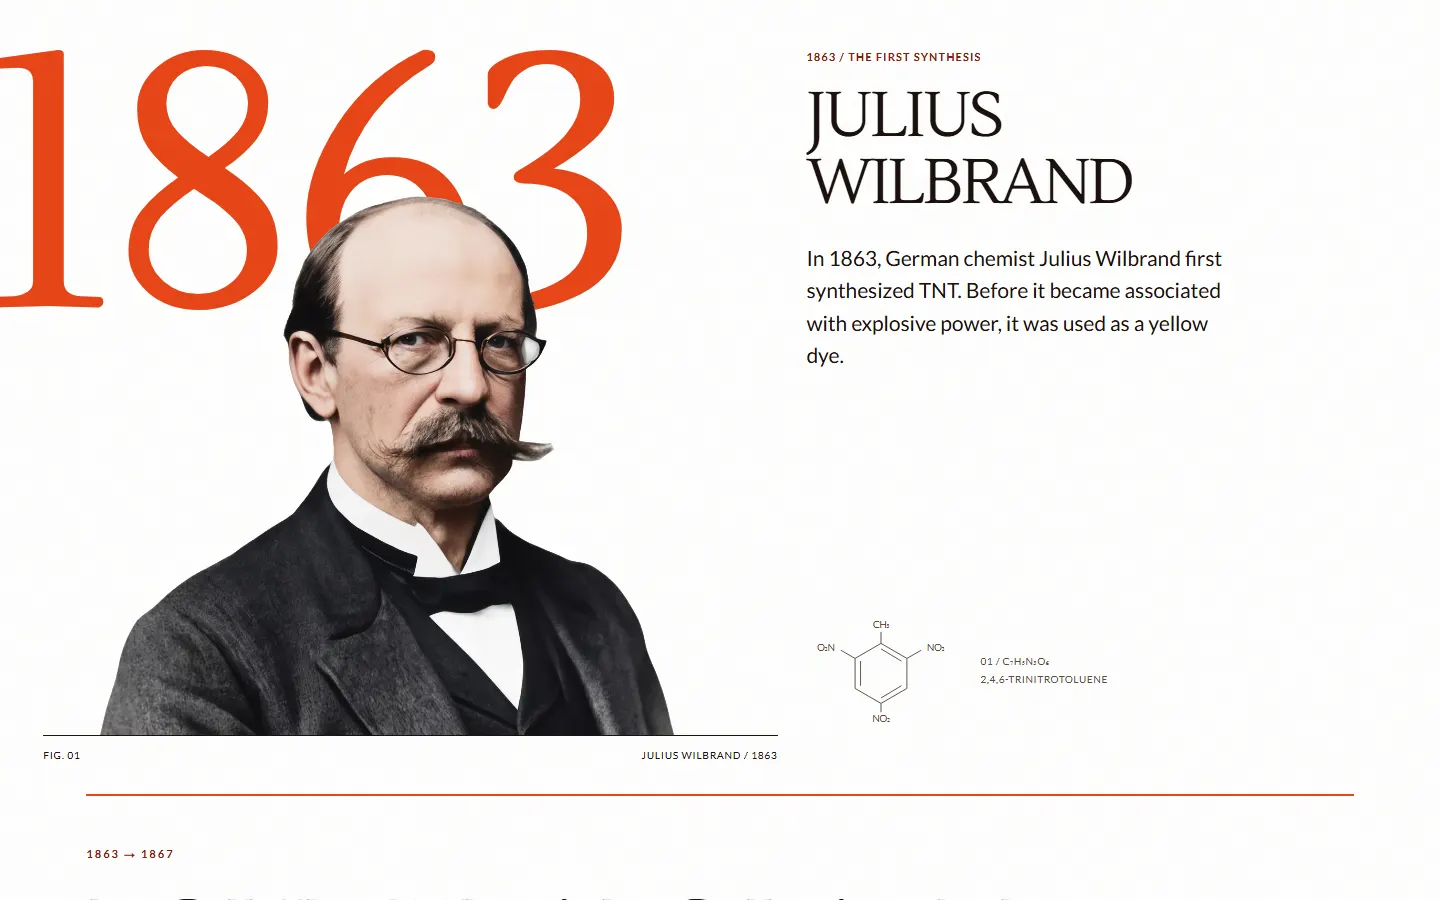 1863
1863 / THE FIRST SYNTHESIS
JULIUS
WILBRAND
In 1863, German chemist Julius Wilbrand first
synthesized TNT. Before it became associated
with explosive power, it was used as a yellow
dye.
CH₃
O₂N
NO₂
NO₂
01 / C₇H₅N₃O₆
2,4,6-TRINITROTOLUENE
FIG. 01
JULIUS WILBRAND / 1863
1863 → 1867